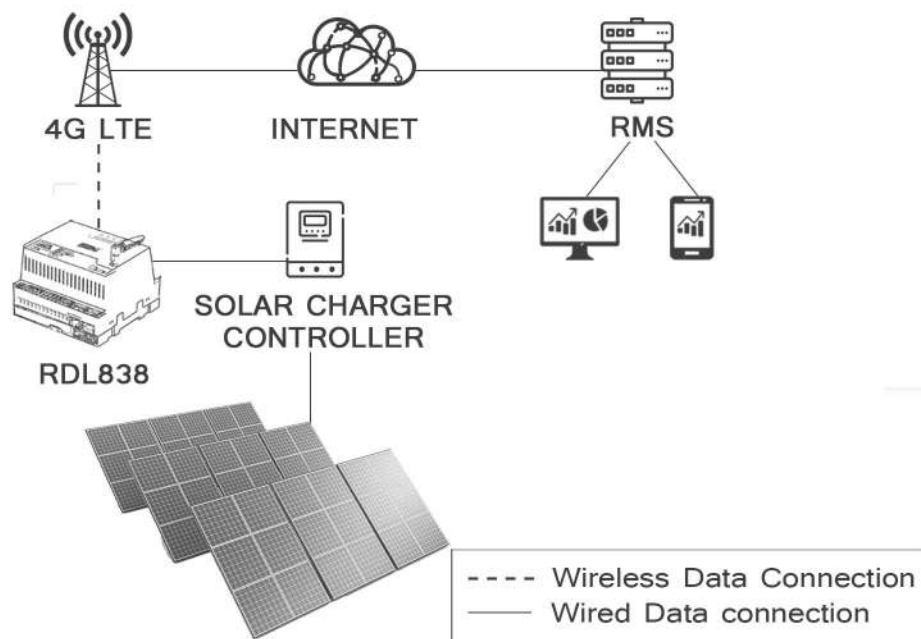 4G LTE
INTERNET
RMS
SOLAR CHARGER
CONTROLLER
RDL838
Wireless Data Connection
Wired Data connection